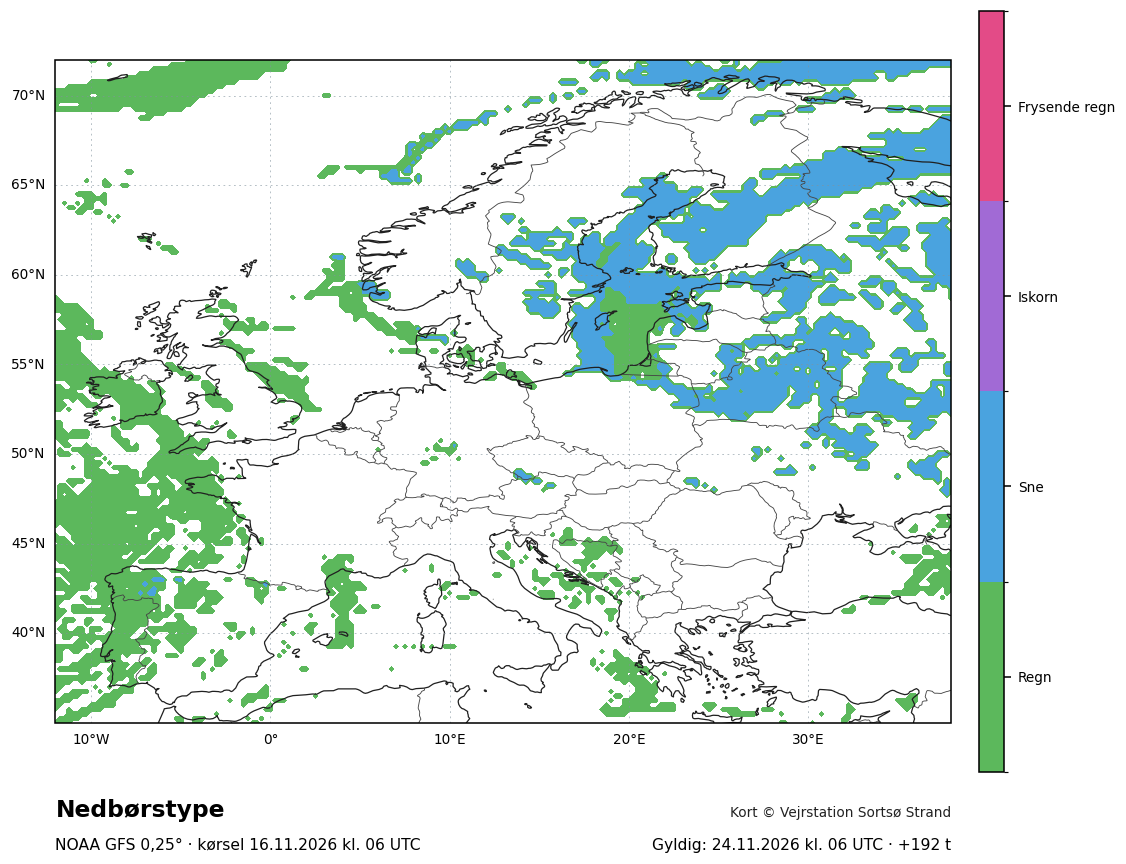 70°N
65°N
60°N
55°N
50°N
45°N
40°N
10°W
0°
10°E
20°E
30°E
Frysende regn
Iskorn
Sne
Regn
Nedbørstype
Kort © Vejrstation Sortsø Strand
NOAA GFS 0,25° · kørsel 16.11.2026 kl. 06 UTC
Gyldig: 24.11.2026 kl. 06 UTC · +192 t